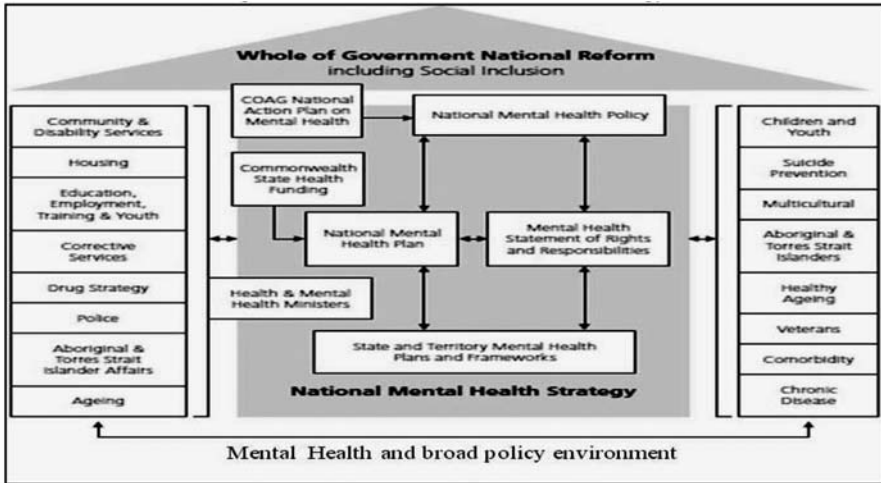 Whole of Government National Reform
including Social Inclusion
Community &
Disability Services
Housing
Education,
Employment,
Training & Youth
Corrective
Services
Drug Strategy
Police
Aboriginal &
Torres Strait
Islander Affairs
Ageing
COAG National
Action Plan on
Mental Health
National Mental Health Policy
Commonwealth
State Health
Funding
National Mental
Health Plan
Mental Health
Statement of Rights
and Responsibilities
Health & Mental
Health Ministers
State and Territory Mental Health
Plans and Frameworks
National Mental Health Strategy
Children and
Youth
Suicide
Prevention
Multicultural
Aboriginal &
Torres Strait
Islanders
Healthy
Ageing
Veterans
Comorbidity
Chronic
Disease
Mental Health and broad policy environment